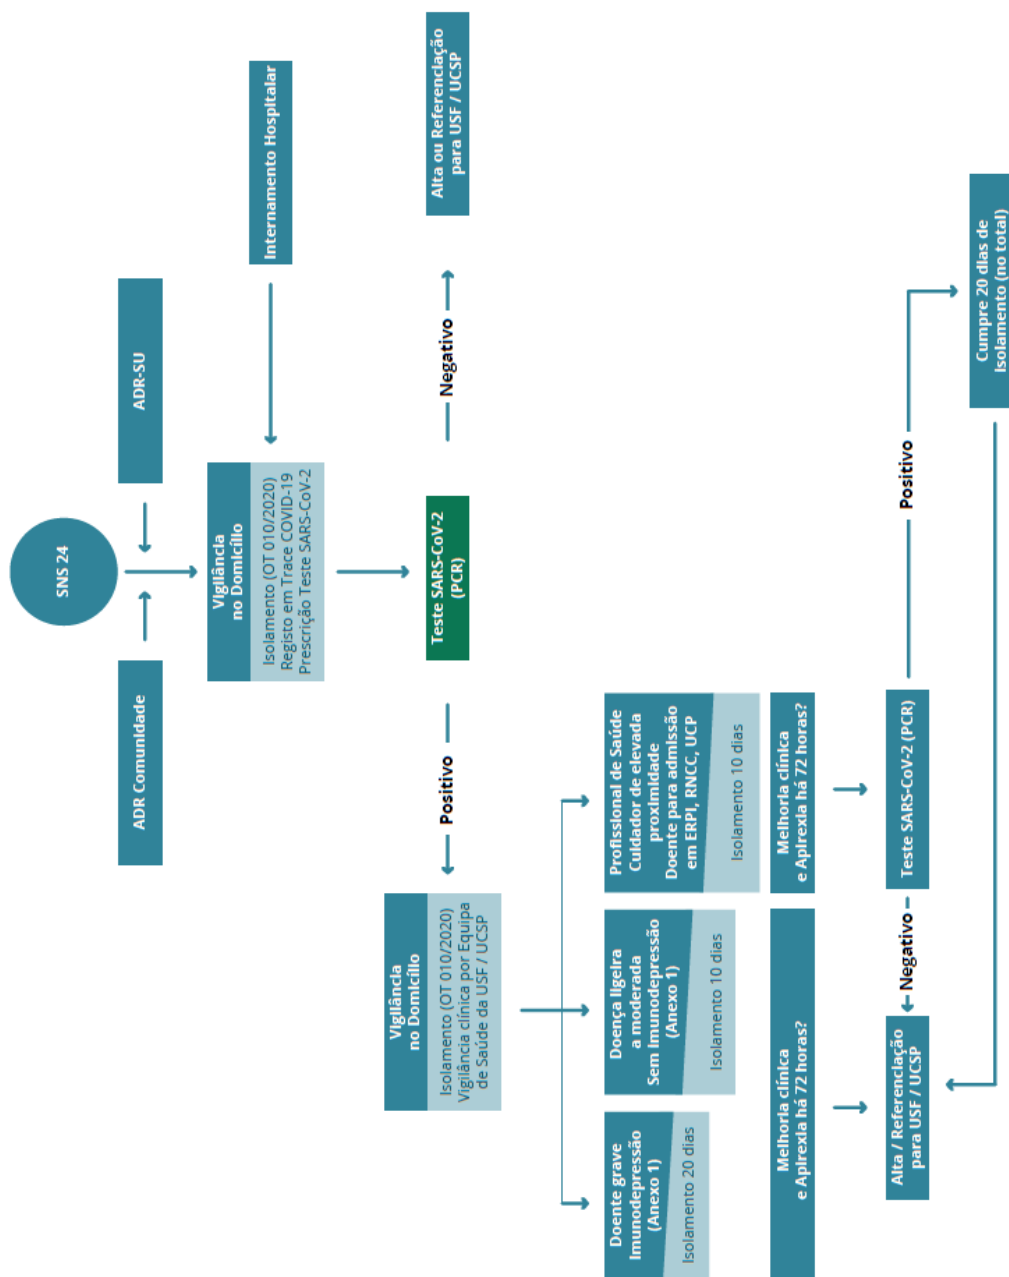 SNS 24
ADR Comunidade
ADR-SU
Vigilância
no Domicílio
Isolamento (OT 010/2020)
Registo em Trace COVID-19
Prescrição Teste SARS-CoV-2
Internamento Hospitalar
Teste SARS-CoV-2
(PCR)
Positivo
Negativo
Alta ou Referenciação
para USF / UCSP
Vigilância
no Domicílio
Isolamento (OT 010/2020)
Vigilância clínica por Equipa
de Saúde da USF / UCSP
Doente grave
Imunodepressão
(Anexo 1)
Isolamento 20 dias
Doença ligeira
a moderada
Sem Imunodepressão
(Anexo 1)
Isolamento 10 dias
Profissional de Saúde
Cuidador de elevada
proximidade
Doente para admissão
em ERPI, RNCC, UCP
Isolamento 10 dias
Melhoria clínica
e Apirexia há 72 horas?
Melhoria clínica
e Apirexia há 72 horas?
Alta / Referenciação
para USF / UCSP
Negativo
Teste SARS-CoV-2 (PCR)
Positivo
Cumpre 20 dias de
Isolamento (no total)